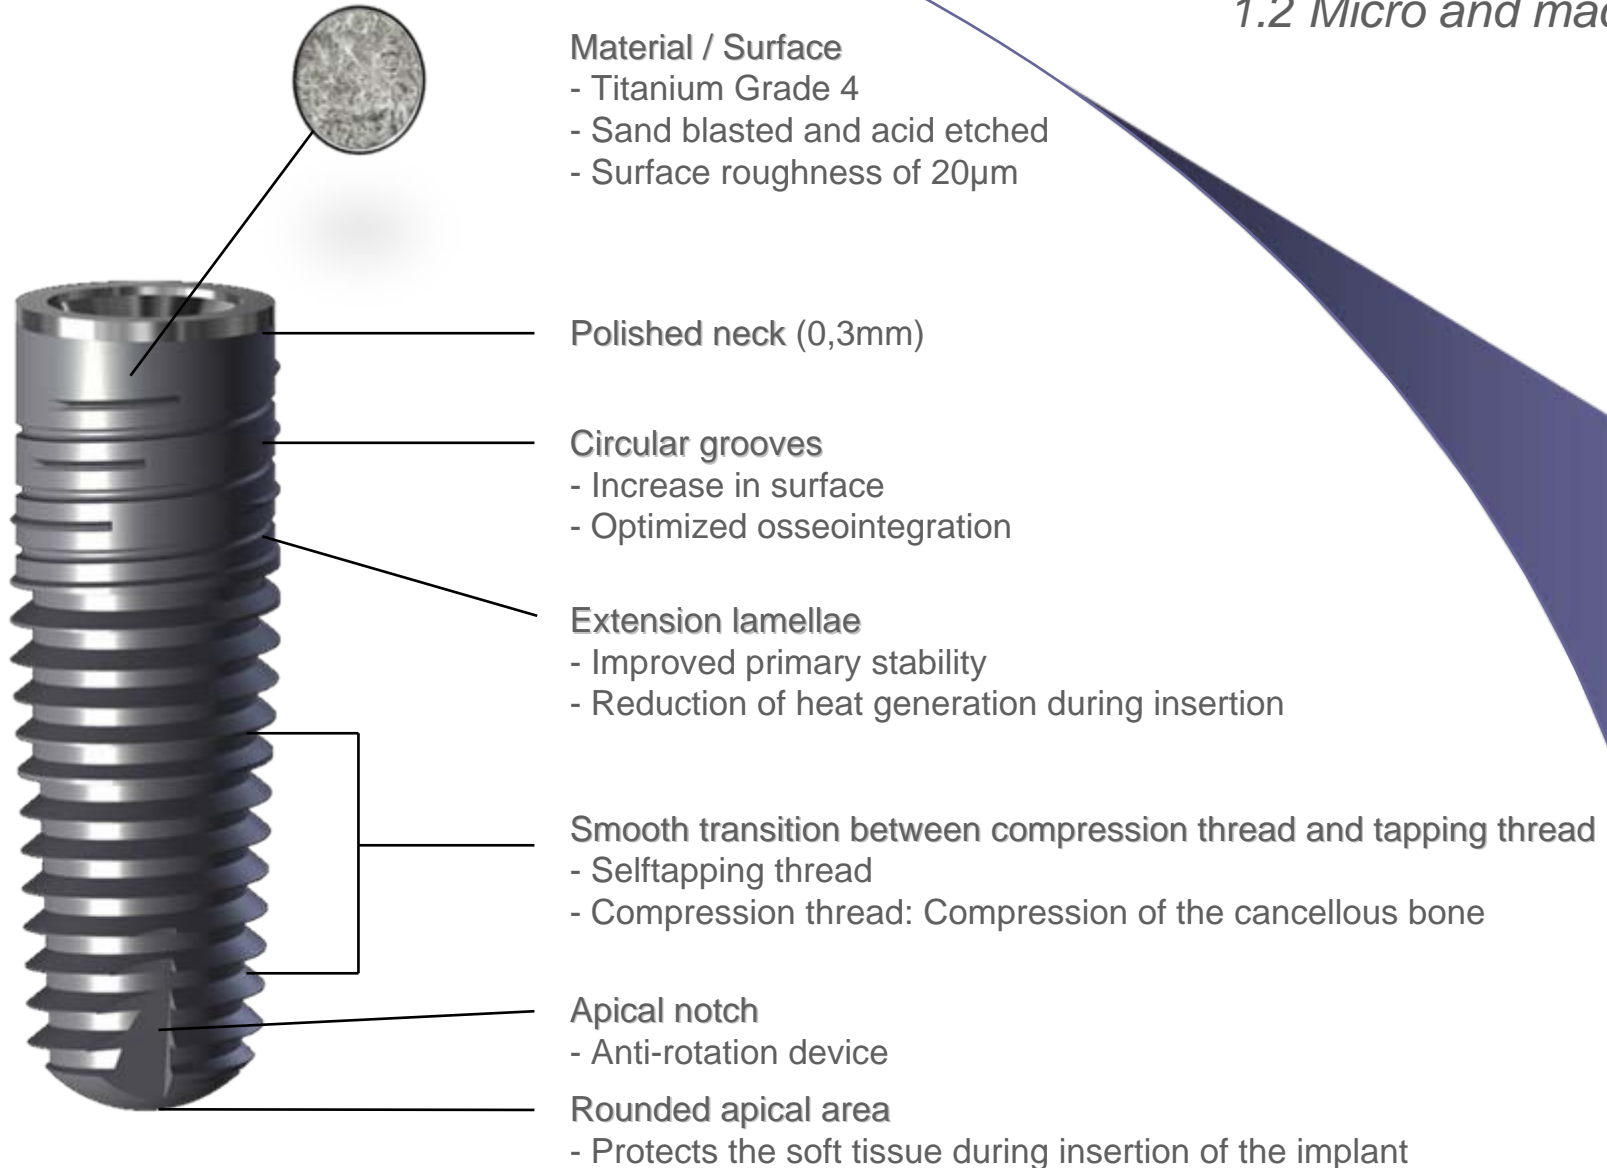 1.2 Micro and
Material / Surface
- Titanium Grade 4
- Sand blasted and acid etched
- Surface roughness of 20µm
Polished neck (0,3mm)
Circular grooves
- Increase in surface
- Optimized osseointegration
Extension lamellae
- Improved primary stability
- Reduction of heat generation during insertion
Smooth transition between compression thread and tapping thread
- Selftapping thread
- Compression thread: Compression of the cancellous bone
Apical notch
- Anti-rotation device
Rounded apical area
- Protects the soft tissue during insertion of the implant